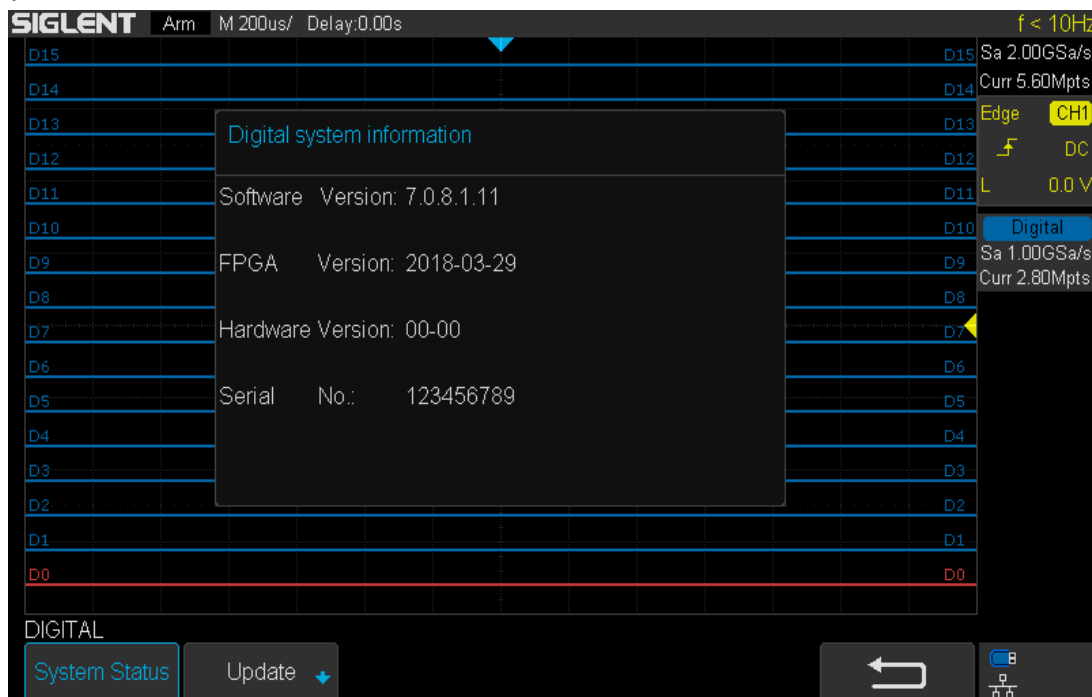 SIGLENT Arm M 200us/ Delay:0.00s f < 10Hz
D15 D15 Sa 2.00GSa/s
D14 D14 Curr 5.60Mpts
D13 Digital system information D13 Edge CH1
D12 D12 DC
D11 Software Version: 7.0.8.1.11 D11 L 0.0 V
D10 D10 Digital
D9 FPGA Version: 2018-03-29 D9 Sa 1.00GSa/s
Curr 2.80Mpts
D8 D8
D7 Hardware Version: 00-00 D7
D6 D6
D5 Serial No.: 123456789 D5
D4 D4
D3 D3
D2 D2
D1 D1
D0 D0
DIGITAL
System Status Update